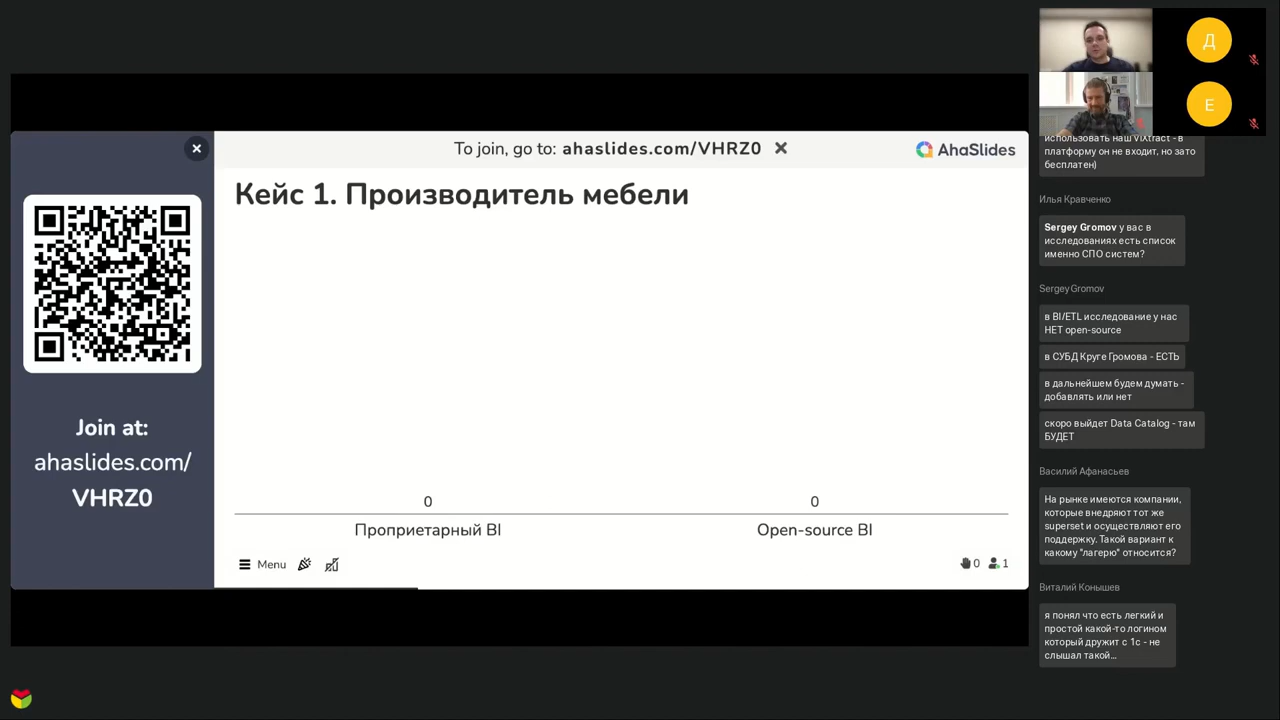 To join, go to: ahaslides.com/VHRZ0
AhaSlides
Кейс 1. Производитель мебели
Join at:
ahaslides.com/
VHRZ0
0
0
Проприетарный BI
Open-source BI
Menu
0
1
Д
Е
использовать наш ViXtract - в
платформу он не входит, но зато
бесплатен)
Илья Кравченко
Sergey Gromov у вас в
исследованиях есть список
именно СПО систем?
Sergey Gromov
в BI/ETL исследование у нас
НЕТ open-source
в СУБД Круге Громова - ЕСТЬ
в дальнейшем будем думать -
добавлять или нет
скоро выйдет Data Catalog - там
БУДЕТ
Василий Афанасьев
На рынке имеются компании,
которые внедряют тот же
superset и осуществляют его
поддержку. Такой вариант к
какому "лагерю" относится?
Виталий Конышев
я понял что есть легкий и
простой какой-то логином
который дружит с 1с - не
слышал такой...